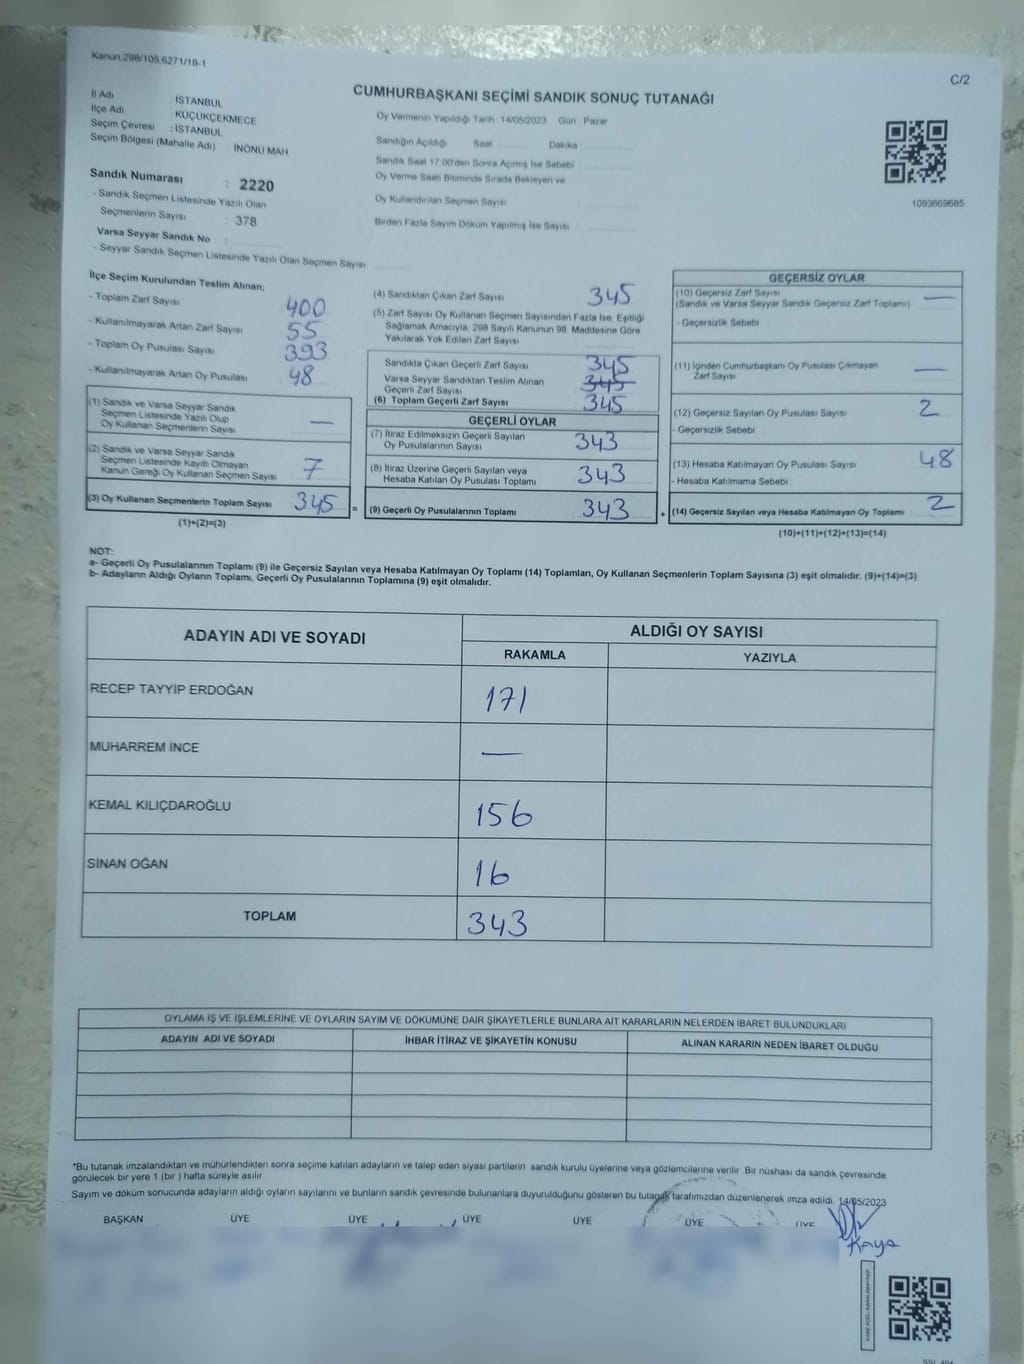 Kanun,298/105,6271/18-1
C/2
CUMHURBAŞKANI SEÇİMİ SANDIK SONUÇ TUTANAĞI
İl Adı : ISTANBUL
İlçe Adı : KÜÇÜKÇEKMECE
Seçim Çevresi : İSTANBUL
Seçim Bölgesi (Mahalle Adı) : İNÖNÜ MAH
Sandık Numarası : 2220
- Sandık Seçmen Listesinde Yazılı Olan
Seçmenlerin Sayısı : 378
Varsa Seyyar Sandık No :
- Seyyar Sandık Seçmen Listesinde Yazılı Olan Seçmen Sayısı
Oy Vermenin Yapıldığı Tarih : 14/05/2023 Gün : Pazar
Sandığın Açıldığı Saat Dakika
Sandık Saat 17:00'den Sonra Açılmış İse Sebebi
Oy Verme Saati Bitiminde Sırada Bekleyen ve
Oy Kullandırılan Seçmen Sayısı :
Birden Fazla Sayım Döküm Yapılmış İse Sayısı :
1093669685
İlçe Seçim Kurulundan Teslim Alınan;
- Toplam Zarf Sayısı 400
- Kullanılmayarak Artan Zarf Sayısı 55
- Toplam Oy Pusulası Sayısı 393
- Kullanılmayarak Artan Oy Pusulası 48
(1) Sandık ve Varsa Seyyar Sandık
Seçmen Listesinde Yazılı Olup
Oy Kullanan Seçmenlerin Sayısı —
(2) Sandık ve Varsa Seyyar Sandık
Seçmen Listesinde Kayıtlı Olmayan
Kanun Gereği Oy Kullanan Seçmen Sayısı 7
(3) Oy Kullanan Seçmenlerin Toplam Sayısı 345
(1)+(2)=(3)
(4) Sandıktan Çıkan Zarf Sayısı 345
(5) Zarf Sayısı Oy Kullanan Seçmen Sayısından Fazla İse, Eşitliği
Sağlamak Amacıyla, 298 Sayılı Kanunun 98. Maddesine Göre
Yakılarak Yok Edilen Zarf Sayısı
Sandıkta Çıkan Geçerli Zarf Sayısı 345
Varsa Seyyar Sandıktan Teslim Alınan
Geçerli Zarf Sayısı 345
(6) Toplam Geçerli Zarf Sayısı 345
=
GEÇERLİ OYLAR
(7) İtiraz Edilmeksizin Geçerli Sayılan
Oy Pusulalarının Sayısı 343
(8) İtiraz Üzerine Geçerli Sayılan veya
Hesaba Katılan Oy Pusulası Toplamı 343
(9) Geçerli Oy Pusulalarının Toplamı 343
+
GEÇERSİZ OYLAR
(10) Geçersiz Zarf Sayısı
(Sandık ve Varsa Seyyar Sandık Geçersiz Zarf Toplamı) —
- Geçersizlik Sebebi
(11) İçinden Cumhurbaşkanı Oy Pusulası Çıkmayan
Zarf Sayısı —
(12) Geçersiz Sayılan Oy Pusulası Sayısı 2
- Geçersizlik Sebebi
(13) Hesaba Katılmayan Oy Pusulası Sayısı 48
- Hesaba Katılmama Sebebi
(14) Geçersiz Sayılan veya Hesaba Katılmayan Oy Toplamı 2
(10)+(11)+(12)+(13)=(14)
NOT:
a- Geçerli Oy Pusulalarının Toplamı (9) ile Geçersiz Sayılan veya Hesaba Katılmayan Oy Toplamı (14) Toplamları, Oy Kullanan Seçmenlerin Toplam Sayısına (3) eşit olmalıdır. (9)+(14)=(3)
b- Adayların Aldığı Oyların Toplamı, Geçerli Oy Pusulalarının Toplamına (9) eşit olmalıdır.
ADAYIN ADI VE SOYADI ALDIĞI OY SAYISI
RAKAMLA YAZIYLA
RECEP TAYYİP ERDOĞAN 171
MUHARREM İNCE —
KEMAL KILIÇDAROĞLU 156
SİNAN OĞAN 16
TOPLAM 343
OYLAMA İŞ VE İŞLEMLERİNE VE OYLARIN SAYIM VE DÖKÜMÜNE DAİR ŞİKAYETLERLE BUNLARA AİT KARARLARIN NELERDEN İBARET BULUNDUKLARI
ADAYIN ADI VE SOYADI İHBAR İTİRAZ VE ŞİKAYETİN KONUSU ALINAN KARARIN NEDEN İBARET OLDUĞU
*Bu tutanak imzalandıktan ve mühürlendikten sonra seçime katılan adayların ve talep eden siyasi partilerin sandık kurulu üyelerine veya gözlemcilerine verilir. Bir nüshası da sandık çevresinde
görülecek bir yere 1 (bir) hafta süreyle asılır.
Sayım ve döküm sonucunda adayların aldığı oyların sayılarını ve bunların sandık çevresinde bulunanlara duyurulduğunu gösteren bu tutanak tarafımızdan düzenlenerek imza edildi. 14/05/2023
BAŞKAN ÜYE ÜYE ÜYE ÜYE ÜYE ÜYE
Kaya